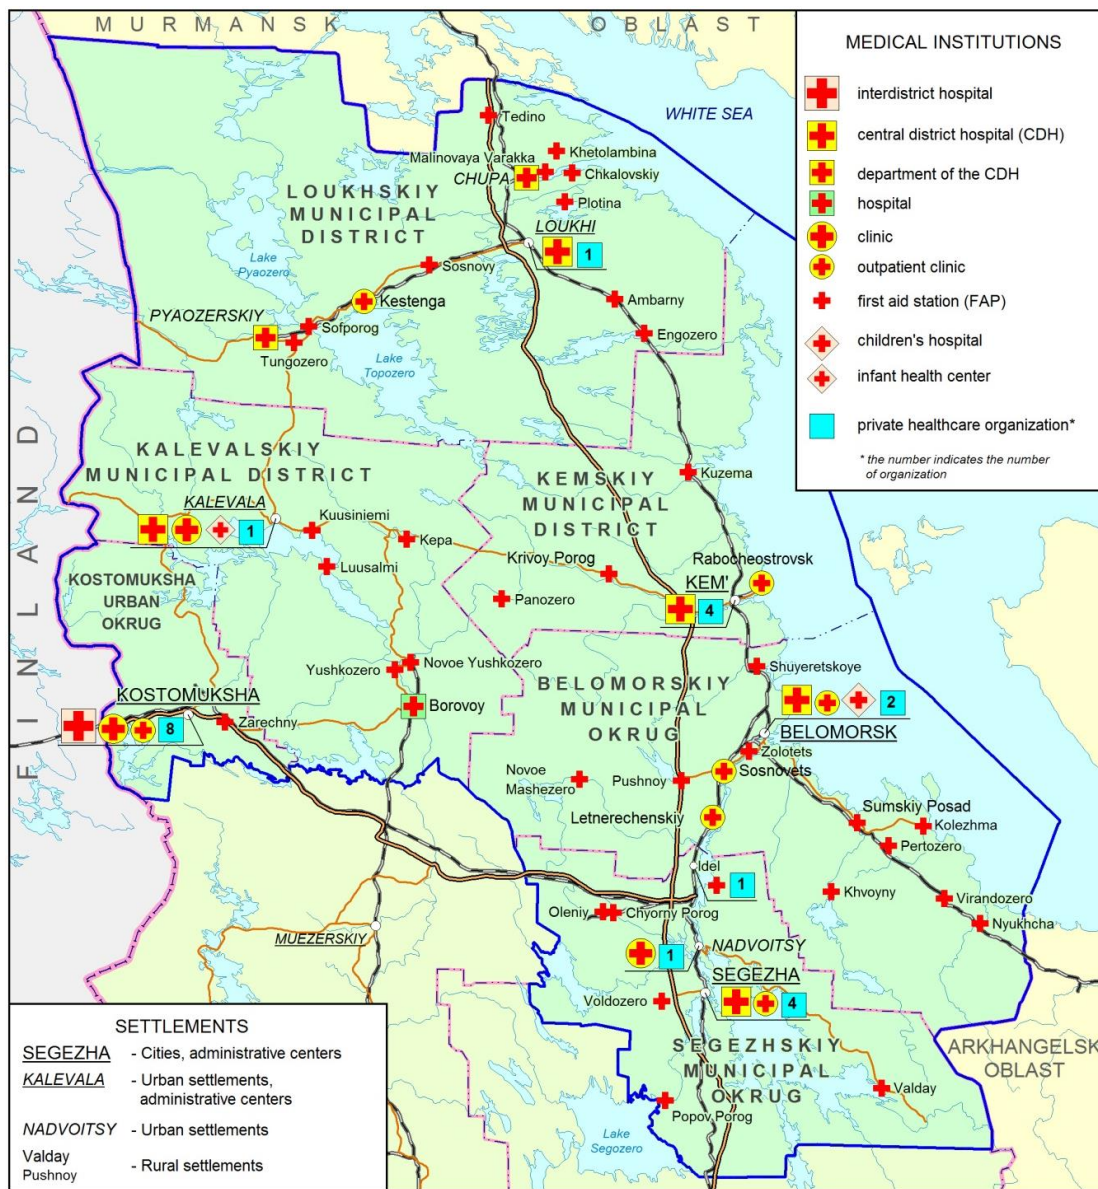 MURMANSK OBLAST
MEDICAL INSTITUTIONS
interdistrict hospital
central district hospital (CDH)
department of the CDH
hospital
clinic
outpatient clinic
first aid station (FAP)
children's hospital
infant health center
private healthcare organization*
* the number indicates the number
of organization
WHITE SEA
Tedino
Khetolambina
Malinovaya Varakka
CHUPA
Chkalovskiy
Plotina
LOUKHSKIY
MUNICIPAL
DISTRICT
LOUKHI
1
Lake
Pyaozero
Sosnovy
Kestenga
Ambarny
PYAOZERSKIY
Sofporog
Engozero
Tungozero
Lake
Topozero
FINLAND
KALEVALSKIY
MUNICIPAL DISTRICT
KALEVALA
1
Kuusiniemi
Kepa
Luusalmi
KEMSKIY
MUNICIPAL
DISTRICT
Kuzema
Krivoy Porog
Rabocheostrovsk
KEM'
4
Panozero
KOSTOMUKSHA
URBAN
OKRUG
Yushkozero
Novoe Yushkozero
Borovoy
KOSTOMUKSHA
8
Zarechny
BELOMORSKIY
MUNICIPAL
OKRUG
Shuyeretskoye
2
BELOMORSK
Zolotets
Sosnovets
Novoe
Mashezero
Pushnoy
Letnerechenskiy
Sumskiy Posad
Kolezhma
Pertozero
Idel
1
Khvoyny
Virandozero
Nyukhcha
Oleniy
Chyorny Porog
MUEZERSKIY
NADVOITSY
1
SEGEZHA
4
Voldozero
SEGEZHSKIY
MUNICIPAL
OKRUG
ARKHANGELSK
OBLAST
Valday
Popov Porog
Lake
Segozero
SETTLEMENTS
SEGEZHA - Cities, administrative centers
KALEVALA - Urban settlements,
administrative centers
NADVOITSY - Urban settlements
Valday
Pushnoy - Rural settlements